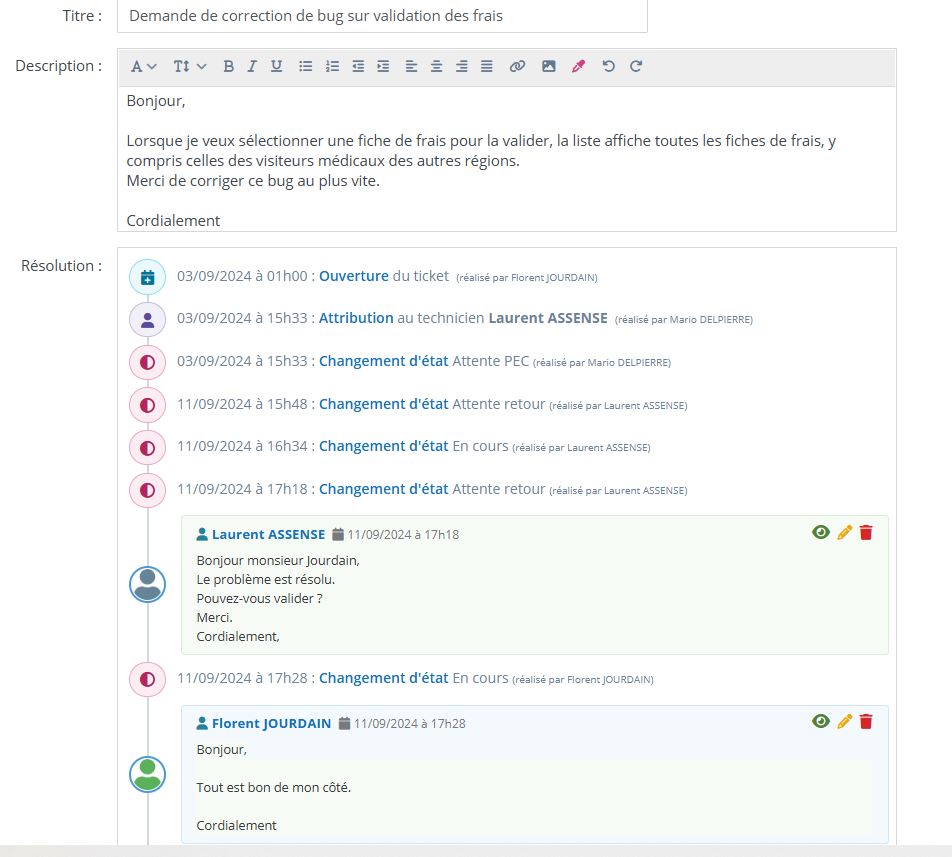 Titre :
Demande de correction de bug sur validation des frais
Description :
A T B I U
Bonjour,
Lorsque je veux sélectionner une fiche de frais pour la valider, la liste affiche toutes les fiches de frais, y
compris celles des visiteurs médicaux des autres régions.
Merci de corriger ce bug au plus vite.
Cordialement
Résolution :
03/09/2024 à 01h00 : Ouverture du ticket (réalisé par Florent JOURDAIN)
03/09/2024 à 15h33 : Attribution au technicien Laurent ASSENSE (réalisé par Mario DELPIERRE)
03/09/2024 à 15h33 : Changement d'état Attente PEC (réalisé par Mario DELPIERRE)
11/09/2024 à 15h48 : Changement d'état Attente retour (réalisé par Laurent ASSENSE)
11/09/2024 à 16h34 : Changement d'état En cours (réalisé par Laurent ASSENSE)
11/09/2024 à 17h18 : Changement d'état Attente retour (réalisé par Laurent ASSENSE)
Laurent ASSENSE 11/09/2024 à 17h18
Bonjour monsieur Jourdain,
Le problème est résolu.
Pouvez-vous valider ?
Merci.
Cordialement,
11/09/2024 à 17h28 : Changement d'état En cours (réalisé par Florent JOURDAIN)
Florent JOURDAIN 11/09/2024 à 17h28
Bonjour,
Tout est bon de mon côté.
Cordialement